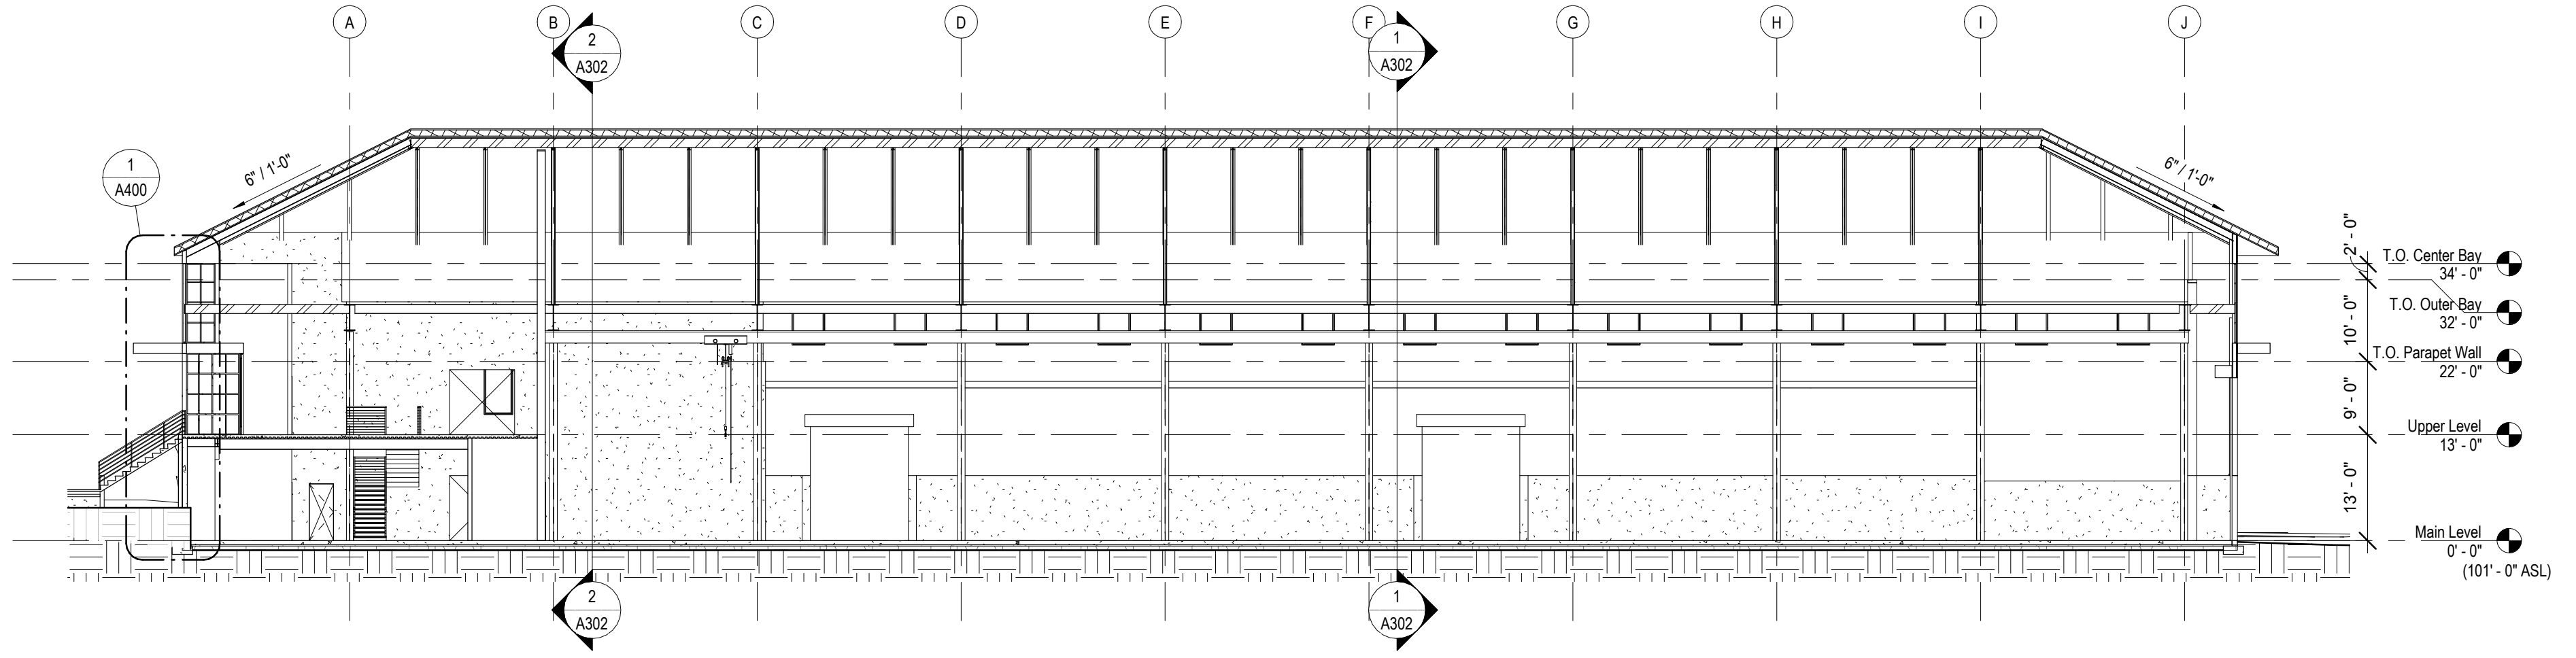 A
B
C
D
E
F
G
H
I
J
2
A302
1
A302
1
A400
6" / 1'-0"
6" / 1'-0"
2' - 0"
T.O. Center Bay
34' - 0"
T.O. Outer Bay
32' - 0"
10' - 0"
T.O. Parapet Wall
22' - 0"
9' - 0"
Upper Level
13' - 0"
13' - 0"
Main Level
0' - 0"
(101' - 0" ASL)
2
A302
1
A302